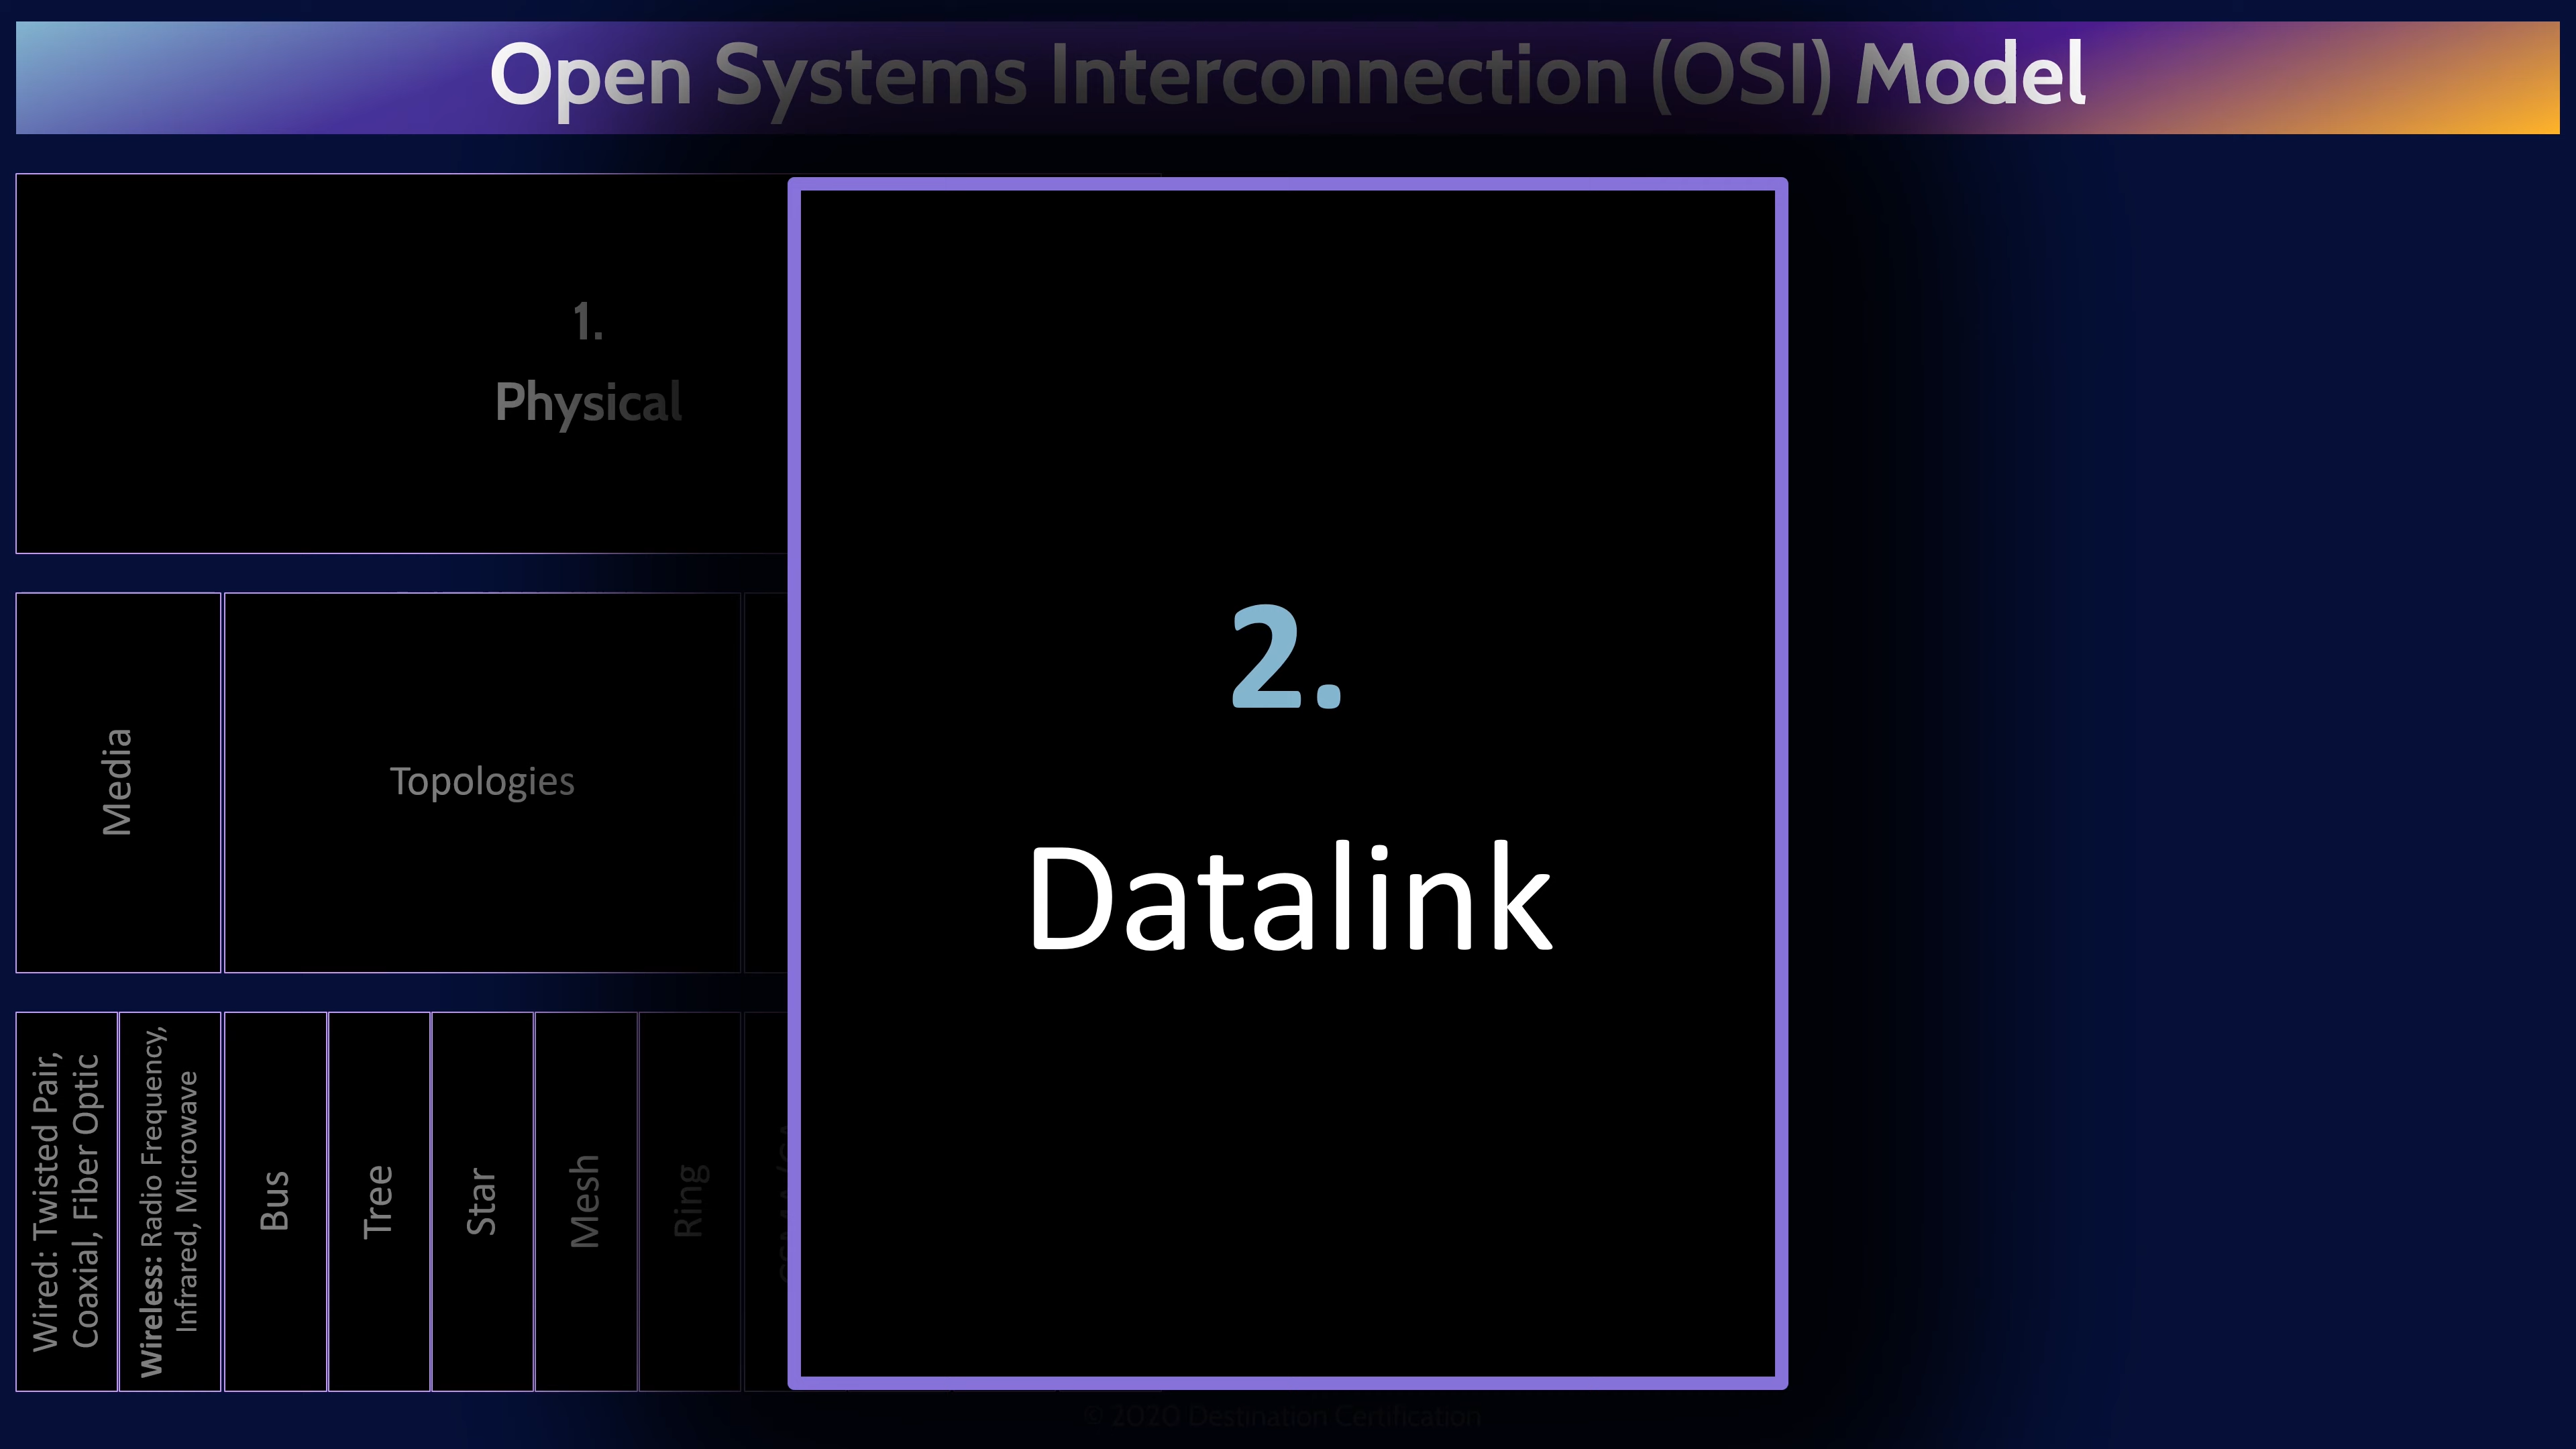 Open Systems Interconnection (OSI) Model
1.
Physical
2.
Datalink
Media
Topologies
Wired: Twisted Pair,
Coaxial, Fiber Optic
Wireless: Radio Frequency,
Infrared, Microwave
Bus
Tree
Star
Mesh
Ring
© 2020 Destination Certification